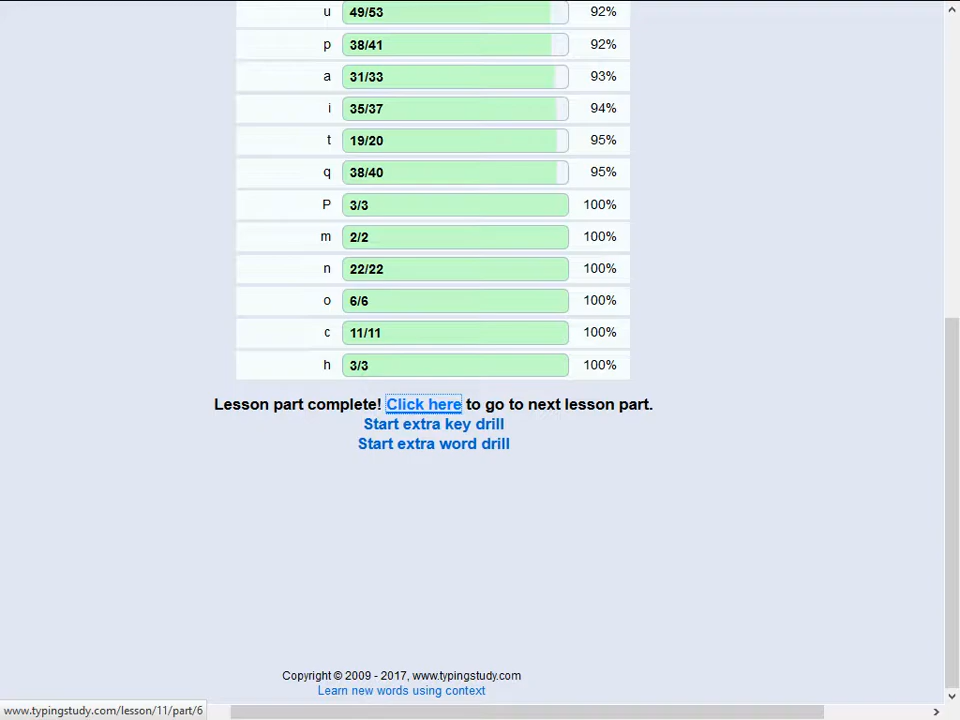 u 49/53 92%
p 38/41 92%
a 31/33 93%
i 35/37 94%
t 19/20 95%
q 38/40 95%
P 3/3 100%
m 2/2 100%
n 22/22 100%
o 6/6 100%
c 11/11 100%
h 3/3 100%
Lesson part complete! Click here to go to next lesson part.
Start extra key drill
Start extra word drill
Copyright © 2009 - 2017, www.typingstudy.com
Learn new words using context
www.typingstudy.com/lesson/11/part/6